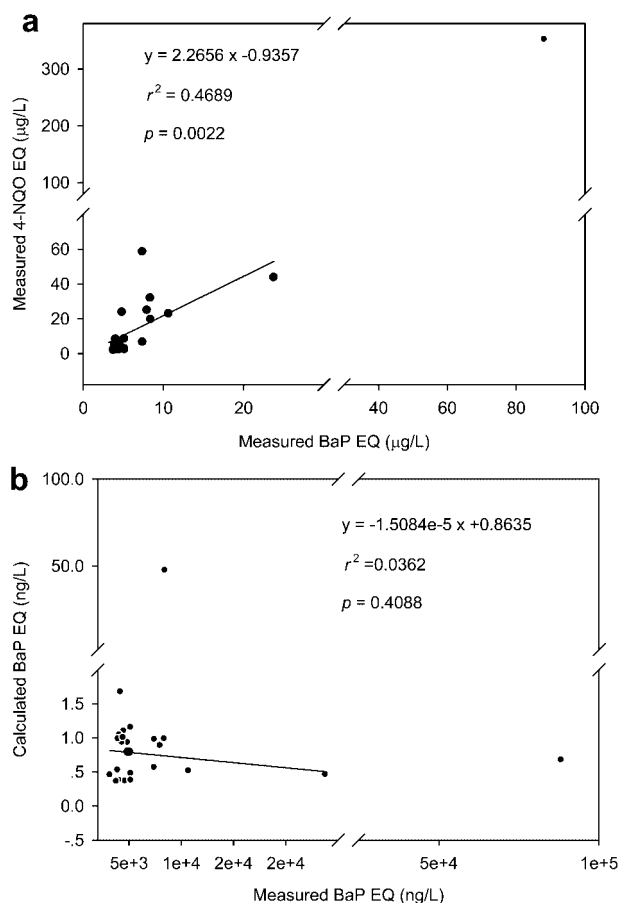 a
y = 2.2656 x -0.9357
r² = 0.4689
p = 0.0022
Measured 4-NQO EQ (µg/L)
300
200
100
60
40
20
0
0 10 20 40 60 80 100
Measured BaP EQ (µg/L)
b
y = -1.5084e-5 x +0.8635
r² =0.0362
p = 0.4088
Calculated BaP EQ (ng/L)
100.0
50.0
1.5
1.0
.5
0.0
-.5
5e+3 1e+4 2e+4 2e+4 5e+4 1e+5
Measured BaP EQ (ng/L)